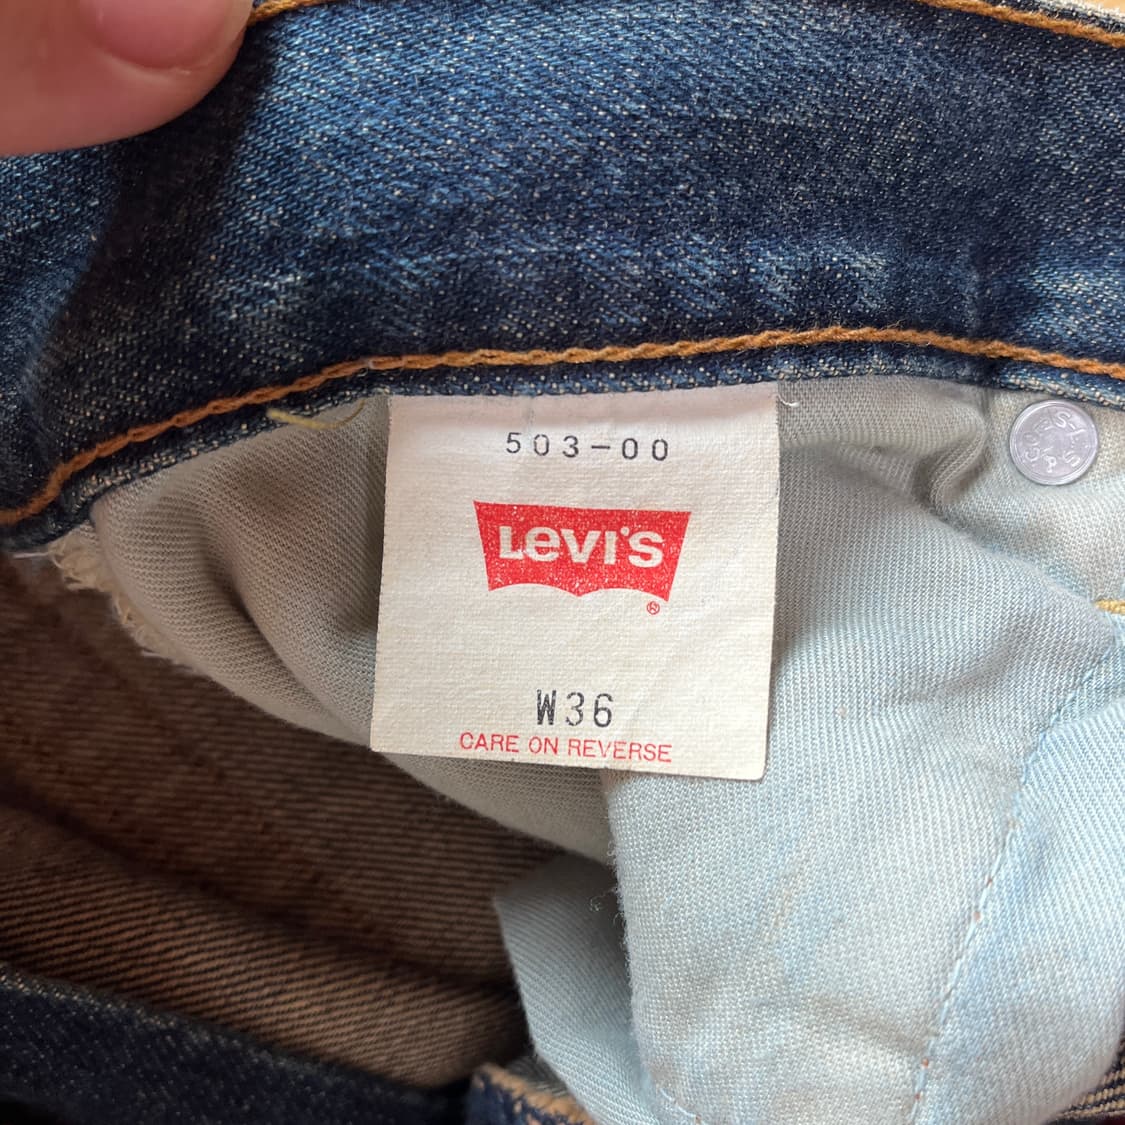 503-00
LEVI'S
®
W36
CARE ON REVERSE